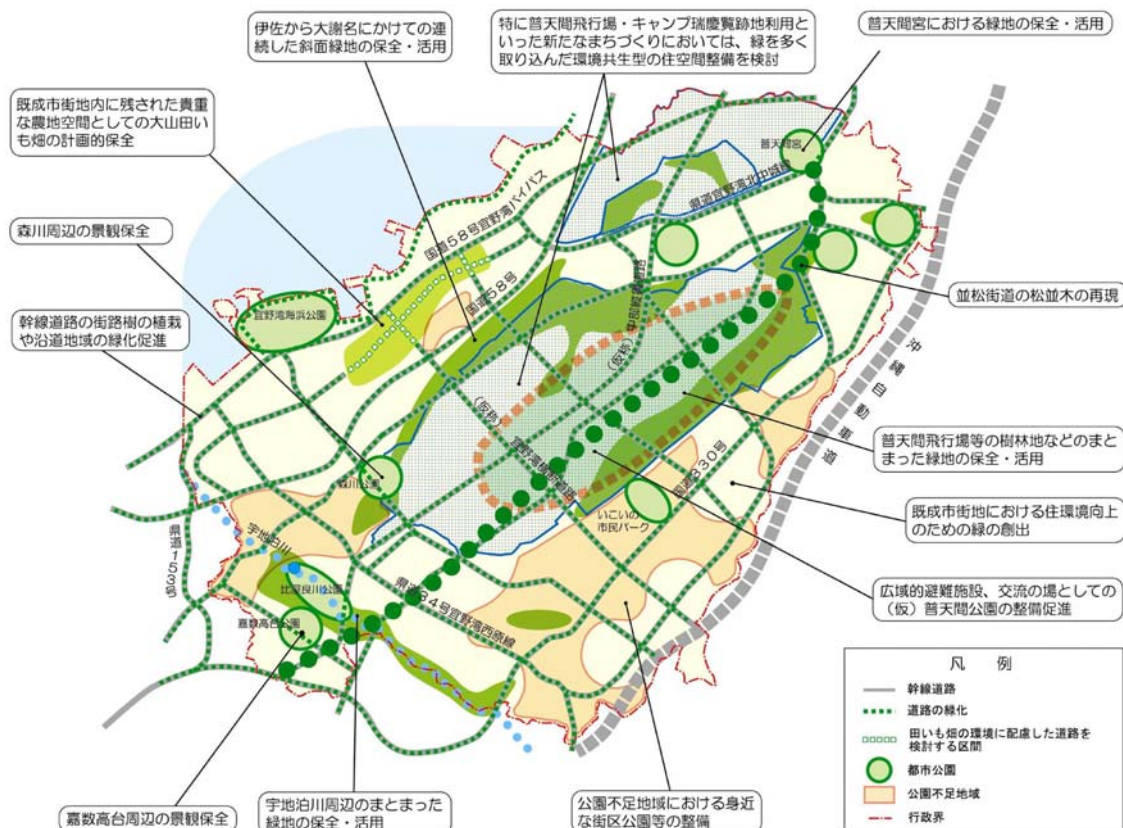 伊佐から大謝名にかけての連
続した斜面緑地の保全・活用
特に普天間飛行場・キャンプ瑞慶覧跡地利用と
いった新たなまちづくりにおいては、緑を多く
取り込んだ環境共生型の住空間整備を検討
普天間宮における緑地の保全・活用
既成市街地内に残された貴重
な農地空間としての大山田い
も畑の計画的保全
森川周辺の景観保全
幹線道路の街路樹の植栽
や沿道地域の緑化促進
普天間宮
県道宜野湾北中城線
国道58号宜野湾バイパス
国道58号
宜野湾海浜公園
(仮称)中部縦貫道路
(仮称)宜野湾横断道路
並松街道の松並木の再現
沖縄自動車道
普天間飛行場等の樹林地などのまと
まった緑地の保全・活用
国道330号
森川公園
いこいの
市民パーク
既成市街地における住環境向上
のための緑の創出
県道153号
宇地泊川
比屋良川公園
県道34号宜野湾西原線
嘉数高台公園
広域的避難施設、交流の場としての
(仮)普天間公園の整備促進
嘉数高台周辺の景観保全
宇地泊川周辺のまとまった
緑地の保全・活用
公園不足地域における身近
な街区公園等の整備
凡 例
幹線道路
道路の緑化
田いも畑の環境に配慮した道路を
検討する区間
都市公園
公園不足地域
行政界